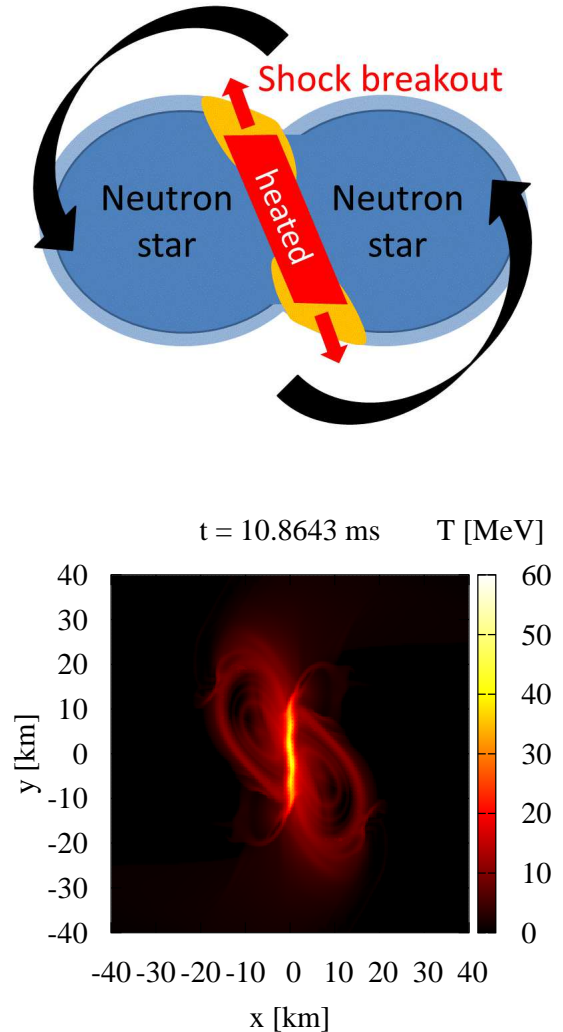 Shock breakout
Neutron
star
heated
Neutron
star
t = 10.8643 ms
T [MeV]
40
30
20
10
0
-10
-20
-30
-40
y [km]
-40 -30 -20 -10 0 10 20 30 40
x [km]
60
50
40
30
20
10
0